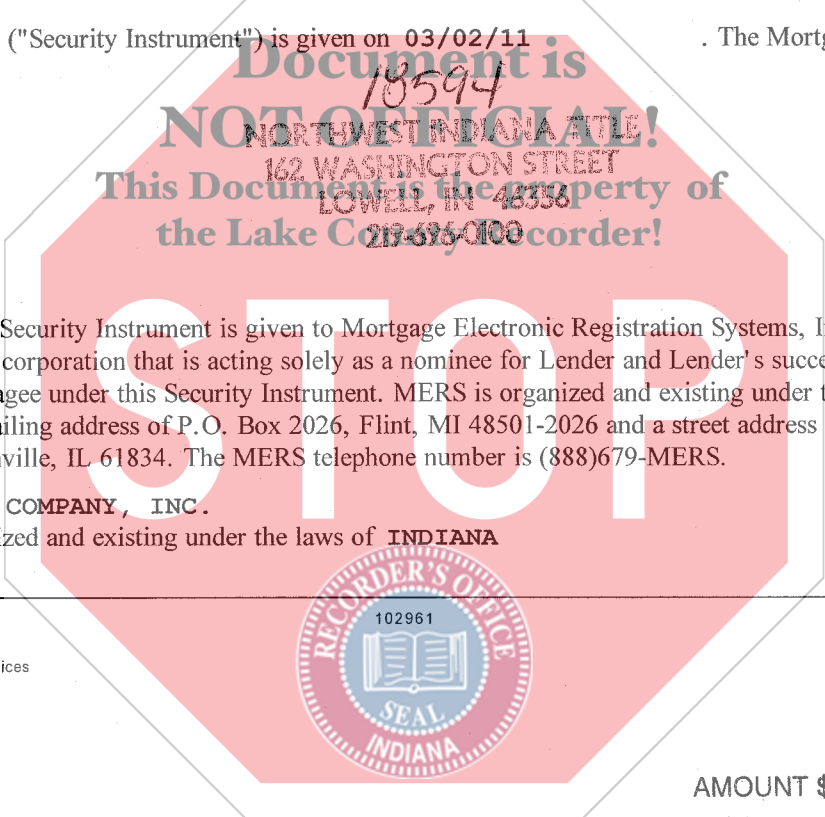 ("Security Instrument") is given on 03/02/11 . The Mortg
Document is
18594
NOT OFFICIAL!
NORTHWEST INDIANA TITLE
162 WASHINGTON STREET
This Document is the property of
LOWELL, IN 46356
the Lake County Recorder!
219-696-0100
STOP
Security Instrument is given to Mortgage Electronic Registration Systems, I
corporation that is acting solely as a nominee for Lender and Lender's succe
agee under this Security Instrument. MERS is organized and existing under t
iling address of P.O. Box 2026, Flint, MI 48501-2026 and a street address
ville, IL 61834. The MERS telephone number is (888)679-MERS.
COMPANY, INC.
zed and existing under the laws of INDIANA
RECORDER'S OFFICE
102961
SEAL
INDIANA
ices
AMOUNT $